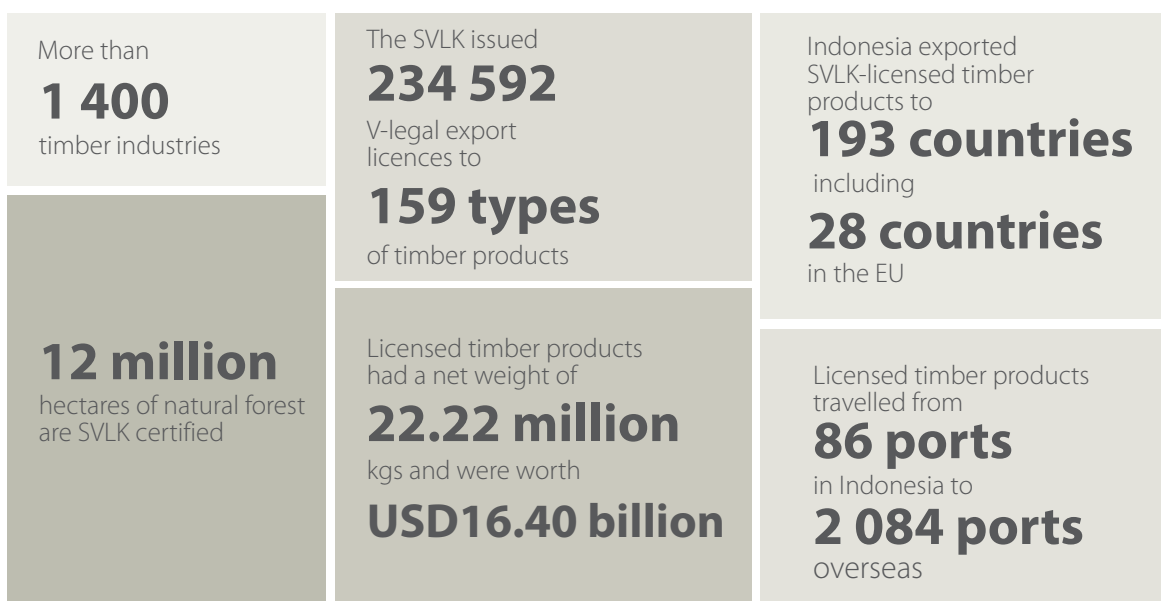 More than
1 400
timber industries
12 million
hectares of natural forest
are SVLK certified
The SVLK issued
234 592
V-legal export
licences to
159 types
of timber products
Licensed timber products
had a net weight of
22.22 million
kgs and were worth
USD16.40 billion
Indonesia exported
SVLK-licensed timber
products to
193 countries
including
28 countries
in the EU
Licensed timber products
travelled from
86 ports
in Indonesia to
2 084 ports
overseas